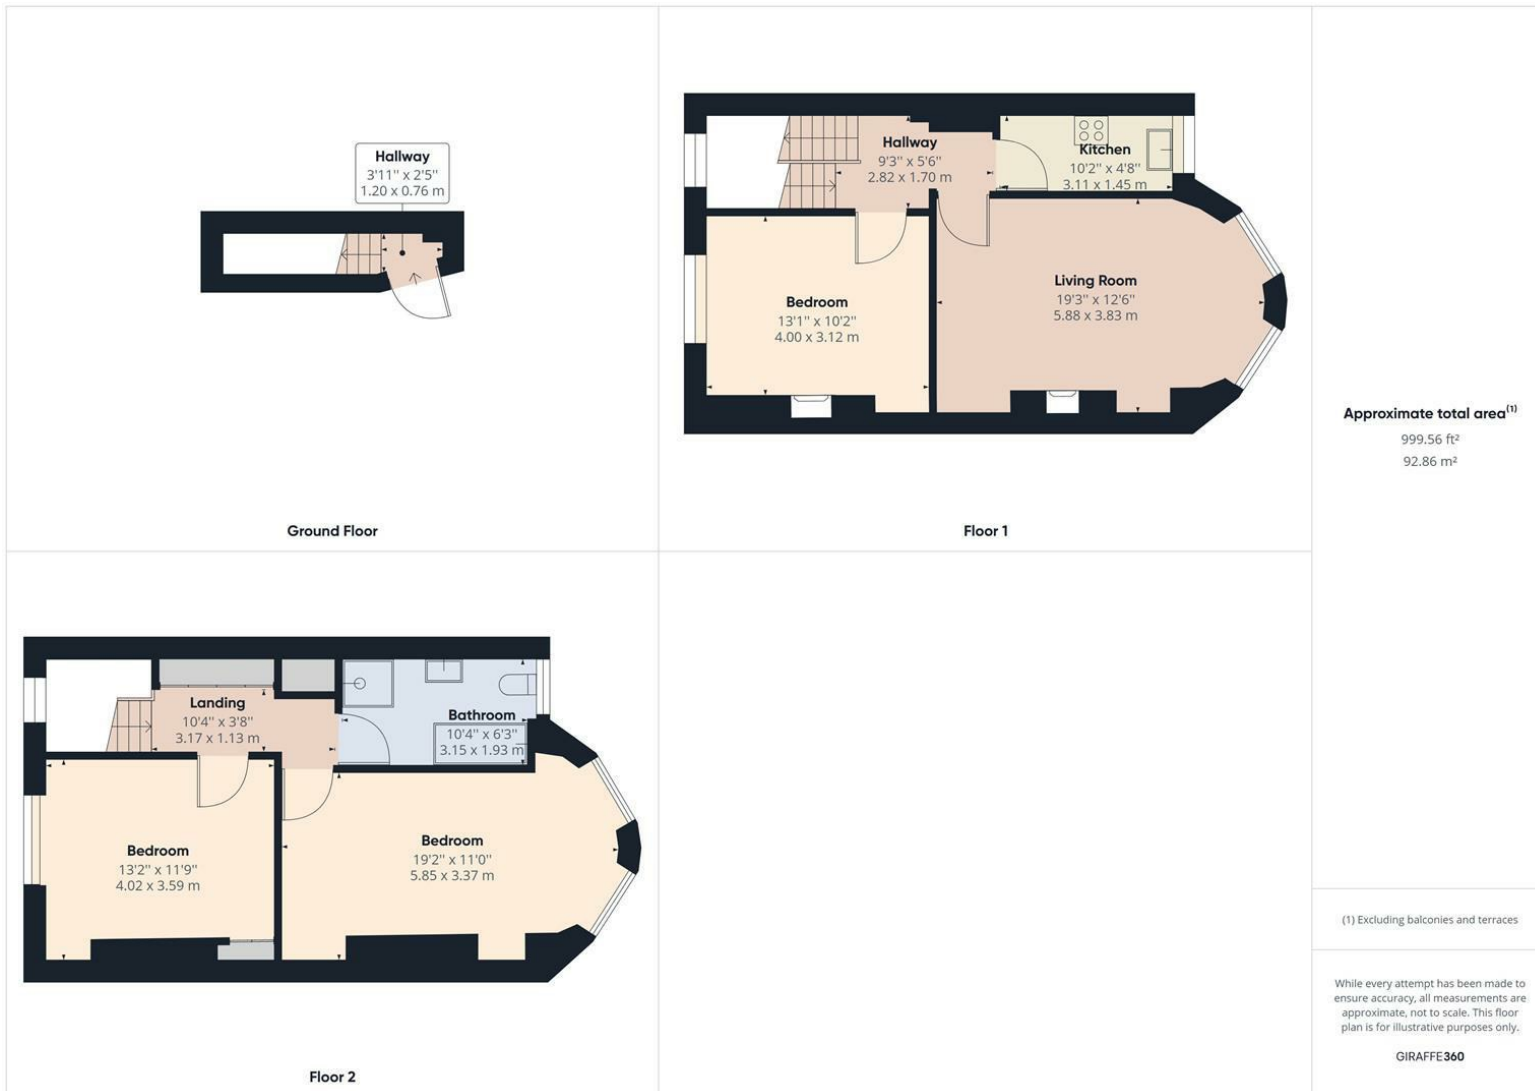 Hallway
3'11" x 2'5"
1.20 x 0.76 m
Ground Floor
Hallway
9'3" x 5'6"
2.82 x 1.70 m
Kitchen
10'2" x 4'8"
3.11 x 1.45 m
Bedroom
13'1" x 10'2"
4.00 x 3.12 m
Living Room
19'3" x 12'6"
5.88 x 3.83 m
Floor 1
Landing
10'4" x 3'8"
3.17 x 1.13 m
Bathroom
10'4" x 6'3"
3.15 x 1.93 m
Bedroom
13'2" x 11'9"
4.02 x 3.59 m
Bedroom
19'2" x 11'0"
5.85 x 3.37 m
Floor 2
Approximate total area(1)
999.56 ft²
92.86 m²
(1) Excluding balconies and terraces
While every attempt has been made to
ensure accuracy, all measurements are
approximate, not to scale. This floor
plan is for illustrative purposes only.
GIRAFFE360